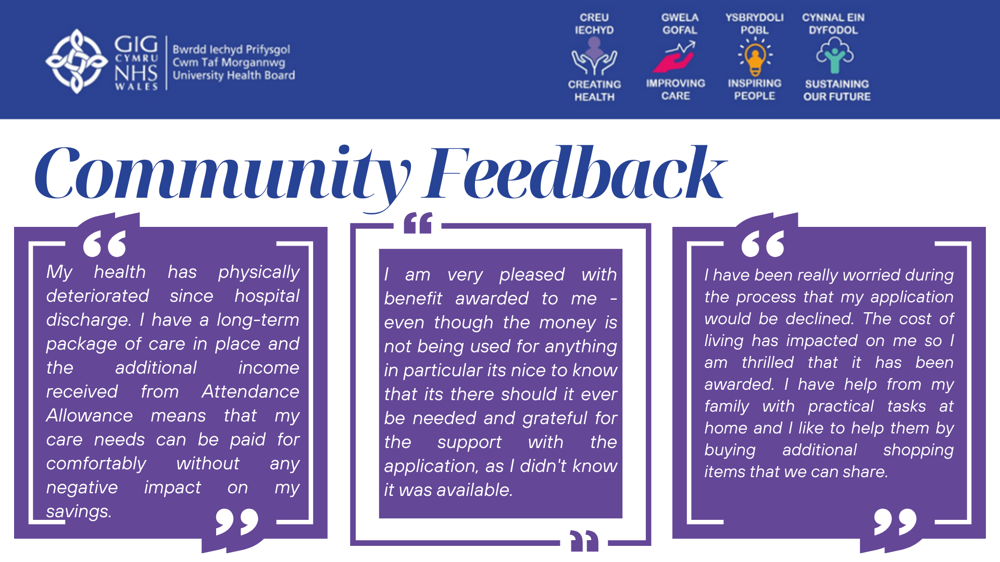 GIG
CYMRU
NHS
WALES
Bwrdd Iechyd Prifysgol
Cwm Taf Morgannwg
University Health Board
CREU
IECHYD
CREATING
HEALTH
GWELA
GOFAL
IMPROVING
CARE
YSBRYDOLI
POBL
INSPIRING
PEOPLE
CYNNAL EIN
DYFODOL
SUSTAINING
OUR FUTURE
Community Feedback
“
My health has physically
deteriorated since hospital
discharge. I have a long-term
package of care in place and
the additional income
received from Attendance
Allowance means that my
care needs can be paid for
comfortably without any
negative impact on my
savings.
”
“
I am very pleased with
benefit awarded to me -
even though the money is
not being used for anything
in particular its nice to know
that its there should it ever
be needed and grateful for
the support with the
application, as I didn't know
it was available.
”
“
I have been really worried during
the process that my application
would be declined. The cost of
living has impacted on me so I
am thrilled that it has been
awarded. I have help from my
family with practical tasks at
home and I like to help them by
buying additional shopping
items that we can share.
”